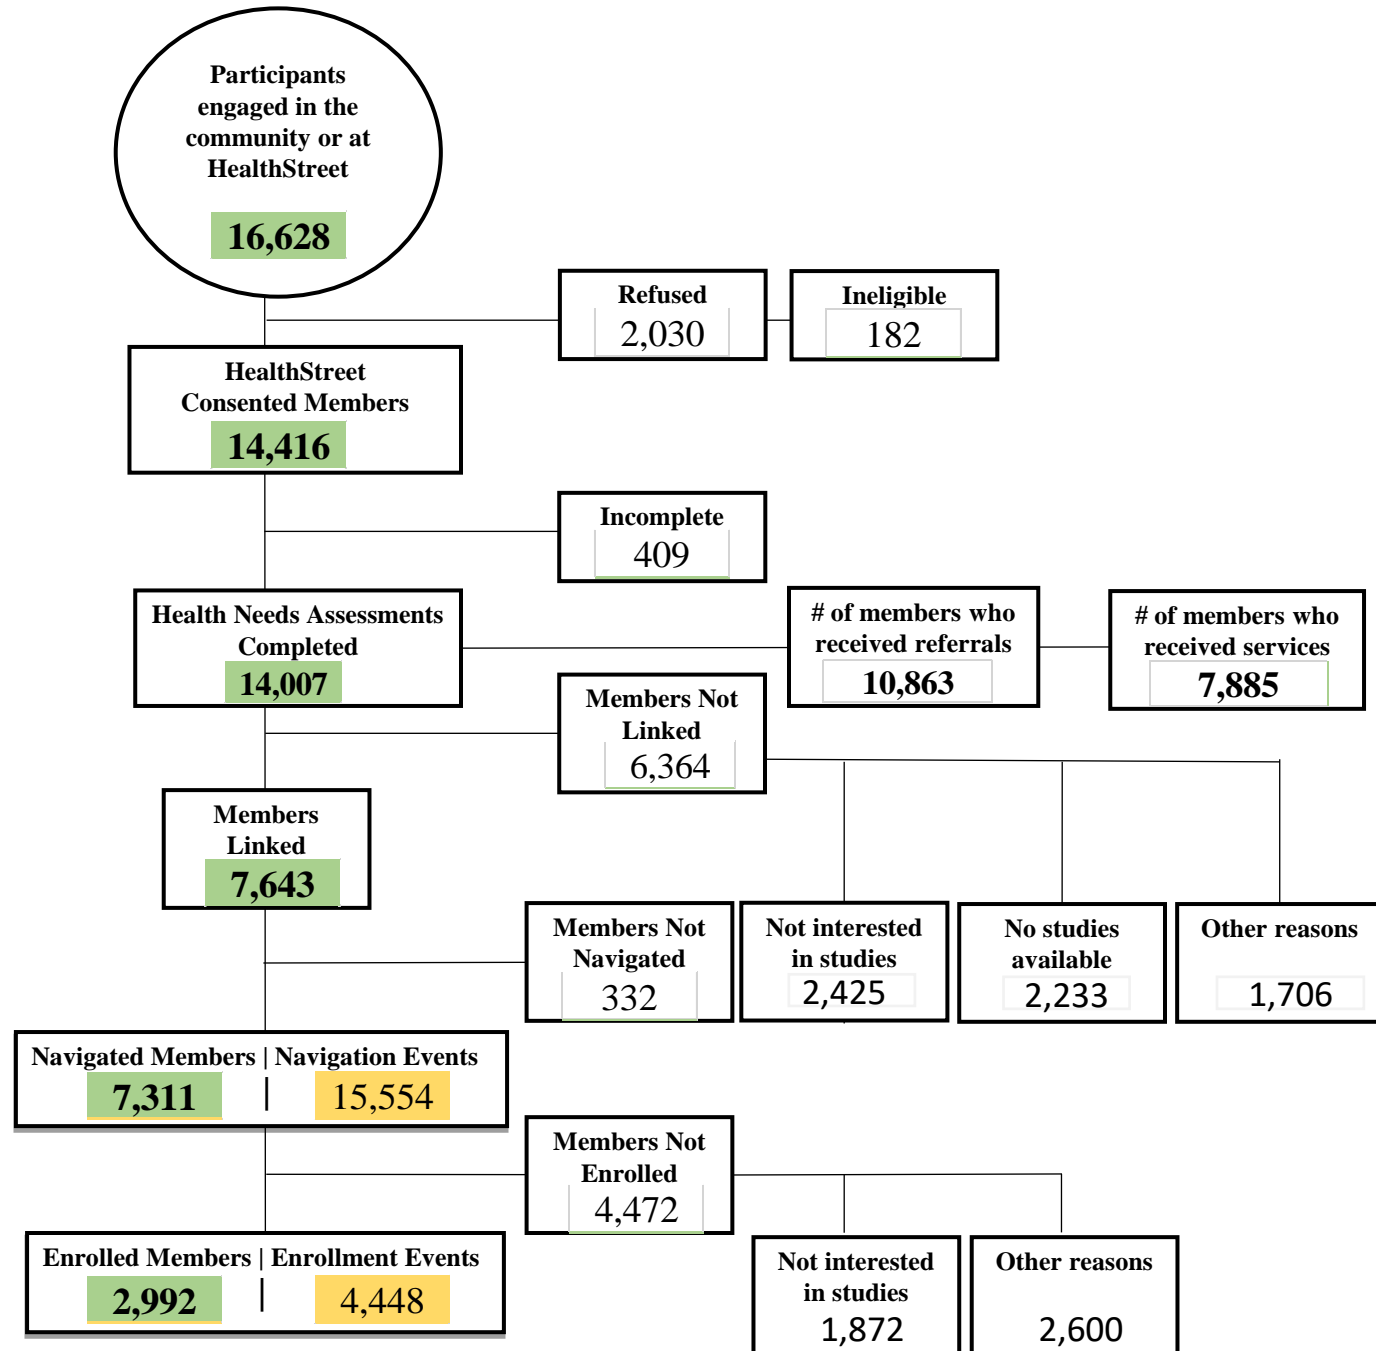 Participants
engaged in the
community or at
HealthStreet
16,628
Refused
2,030
Ineligible
182
HealthStreet
Consented Members
14,416
Incomplete
409
Health Needs Assessments
Completed
14,007
# of members who
received referrals
10,863
# of members who
received services
7,885
Members Not
Linked
6,364
Members
Linked
7,643
Members Not
Navigated
332
Not interested
in studies
2,425
No studies
available
2,233
Other reasons
1,706
Navigated Members | Navigation Events
7,311 | 15,554
Members Not
Enrolled
4,472
Enrolled Members | Enrollment Events
2,992 | 4,448
Not interested
in studies
1,872
Other reasons
2,600